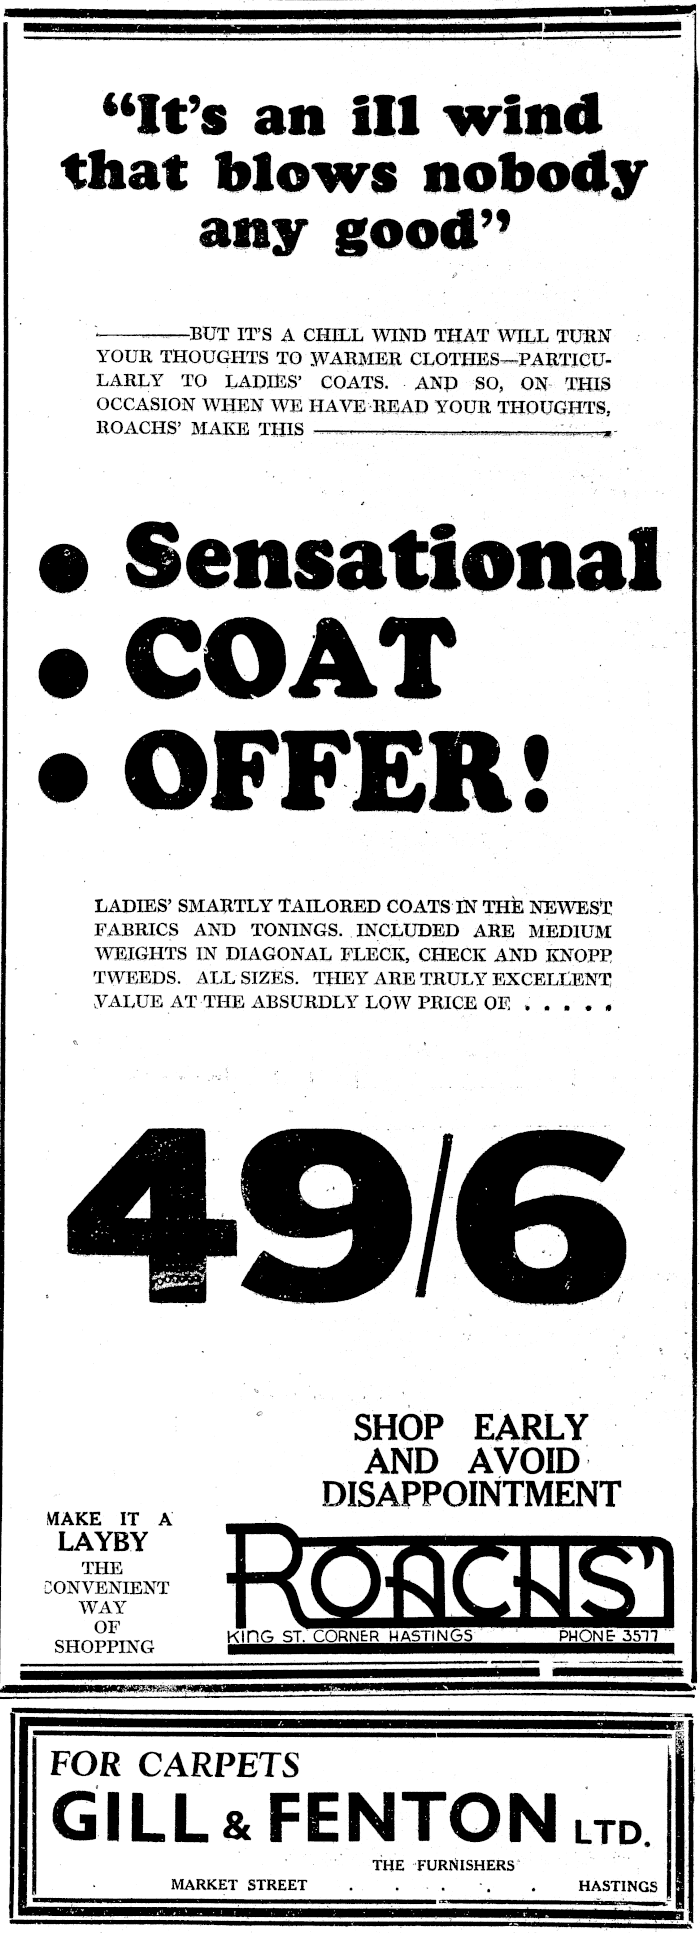 “It's an ill wind
that blows nobody
any good”
————BUT IT'S A CHILL WIND THAT WILL TURN
YOUR THOUGHTS TO WARMER CLOTHES—PARTICU-
LARLY TO LADIES' COATS. AND SO, ON THIS
OCCASION WHEN WE HAVE READ YOUR THOUGHTS,
ROACHS' MAKE THIS ————————
● Sensational
● COAT
● OFFER!
LADIES' SMARTLY TAILORED COATS IN THE NEWEST
FABRICS AND TONINGS. INCLUDED ARE MEDIUM
WEIGHTS IN DIAGONAL FLECK, CHECK AND KNOPP
TWEEDS. ALL SIZES. THEY ARE TRULY EXCELLENT
VALUE AT THE ABSURDLY LOW PRICE OF . . . . .
49/6
SHOP EARLY
AND AVOID
DISAPPOINTMENT
MAKE IT A
LAYBY
THE
CONVENIENT
WAY
OF
SHOPPING
ROACHS'
KING ST. CORNER HASTINGS PHONE 3577
FOR CARPETS
GILL & FENTON LTD.
THE FURNISHERS
MARKET STREET . . . . . HASTINGS